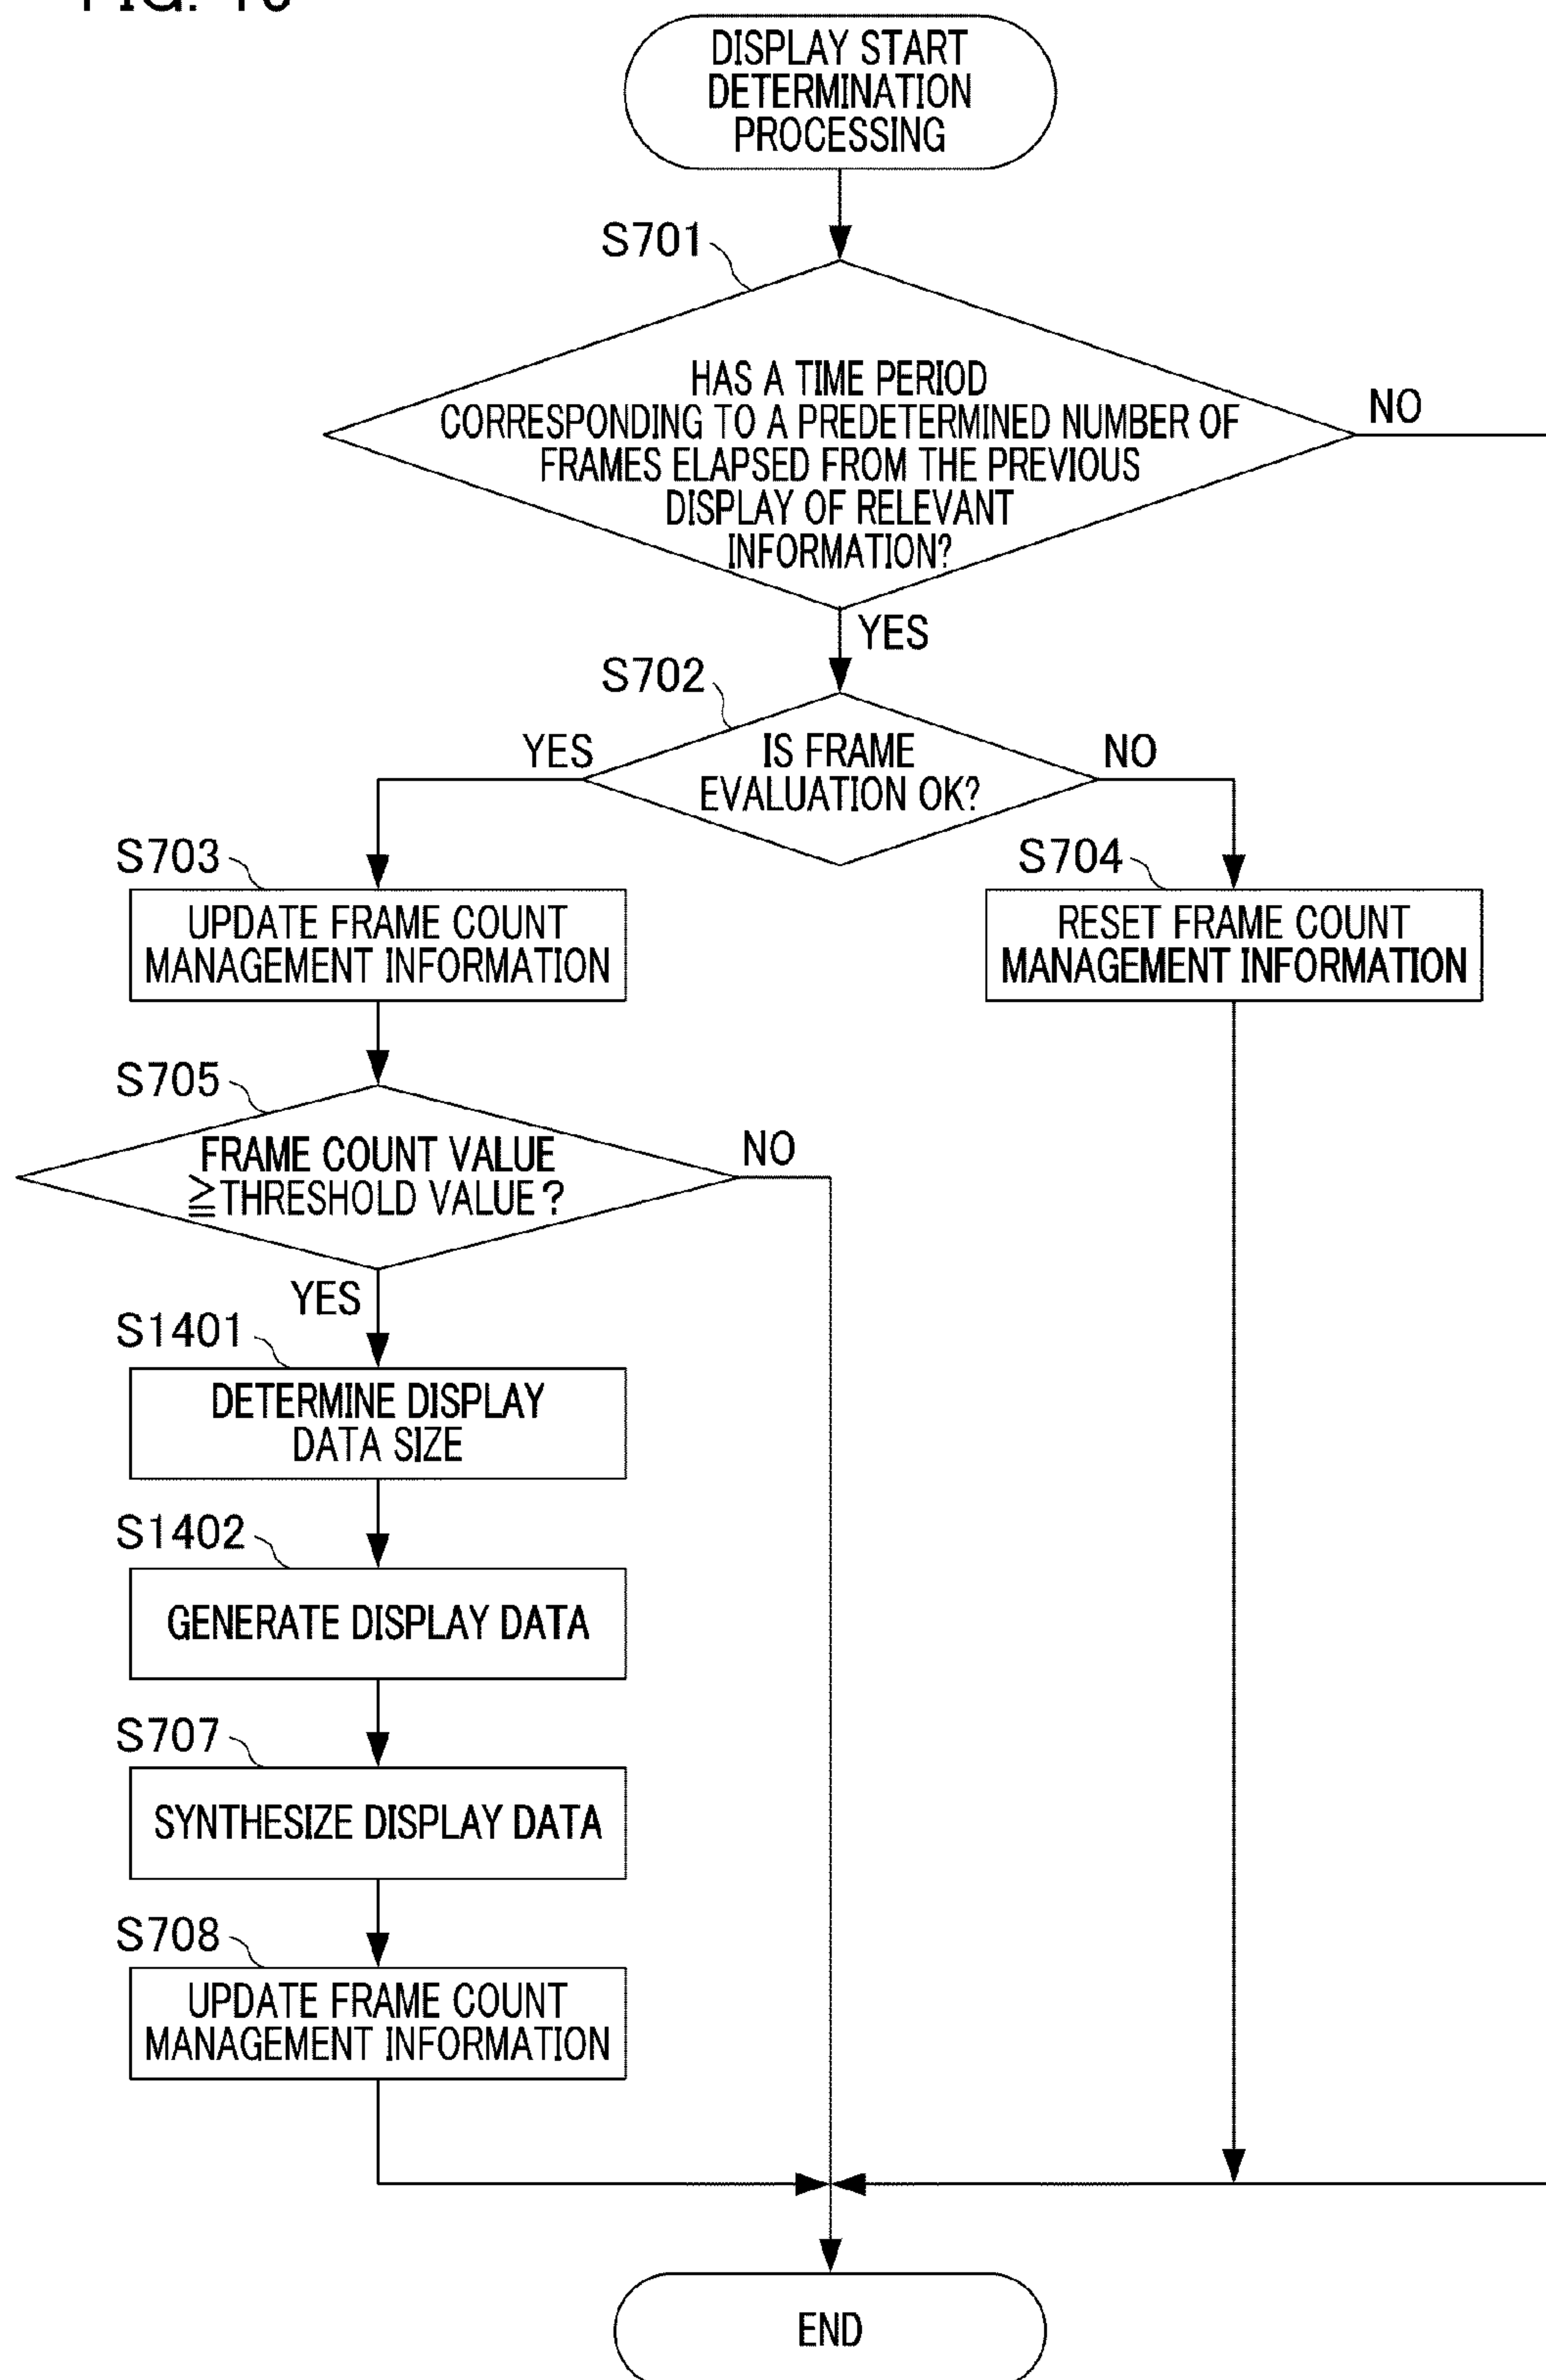 DISPLAY START
DETERMINATION
PROCESSING
S701
HAS A TIME PERIOD
CORRESPONDING TO A PREDETERMINED NUMBER OF
FRAMES ELAPSED FROM THE PREVIOUS
DISPLAY OF RELEVANT
INFORMATION?
NO
YES
S702
IS FRAME
EVALUATION OK?
YES
NO
S703
UPDATE FRAME COUNT
MANAGEMENT INFORMATION
S704
RESET FRAME COUNT
MANAGEMENT INFORMATION
S705
FRAME COUNT VALUE
≧THRESHOLD VALUE?
NO
YES
S1401
DETERMINE DISPLAY
DATA SIZE
S1402
GENERATE DISPLAY DATA
S707
SYNTHESIZE DISPLAY DATA
S708
UPDATE FRAME COUNT
MANAGEMENT INFORMATION
END